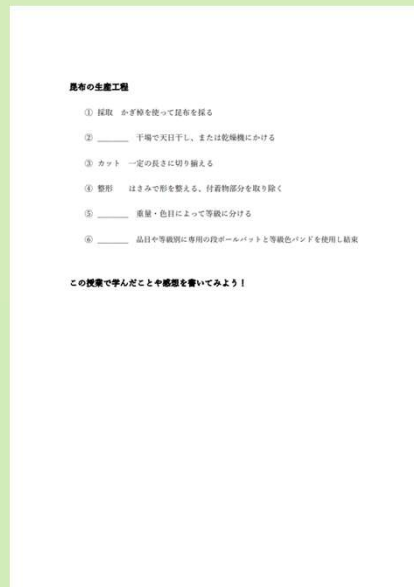 昆布の生産工程
① 採取 かぎ棹を使って昆布を採る
② ______ 干場で天日干し、または乾燥機にかける
③ カット 一定の長さに切り揃える
④ 整形 はさみで形を整える、付着物部分を取り除く
⑤ ______ 重量・色目によって等級に分ける
⑥ ______ 品目や等級別に専用の段ボールパットと等級色バンドを使用し結束
この授業で学んだことや感想を書いてみよう!